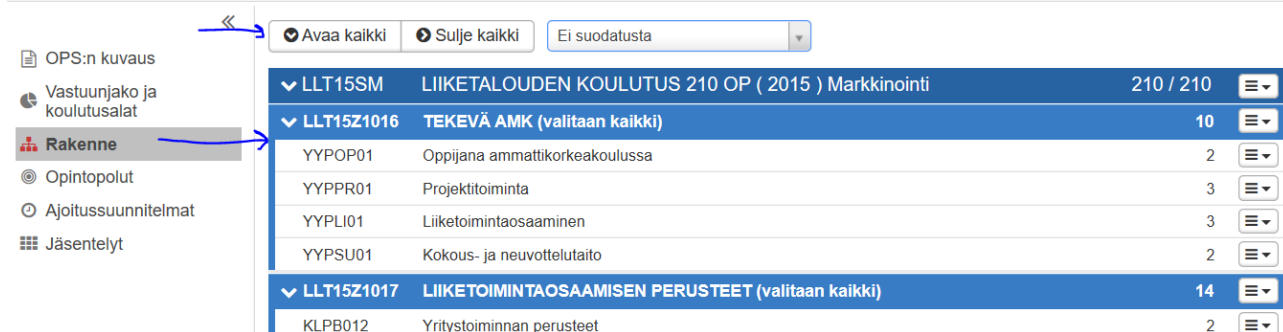 Avaa kaikki Sulje kaikki Ei suodatusta
OPS:n kuvaus
Vastuunjako ja
koulutusalat
Rakenne
Opintopolut
Ajoitussuunnitelmat
Jäsentelyt
LLT15SM LIIKETALOUDEN KOULUTUS 210 OP ( 2015 ) Markkinointi 210 / 210
LLT15Z1016 TEKEVÄ AMK (valitaan kaikki) 10
YYPOP01 Oppijana ammattikorkeakoulussa 2
YYPPR01 Projektitoiminta 3
YYPLI01 Liiketoimintaosaaminen 3
YYPSU01 Kokous- ja neuvottelutaito 2
LLT15Z1017 LIIKETOIMINTAOSAAMISEN PERUSTEET (valitaan kaikki) 14
KLPB012 Yritystoiminnan perusteet 2